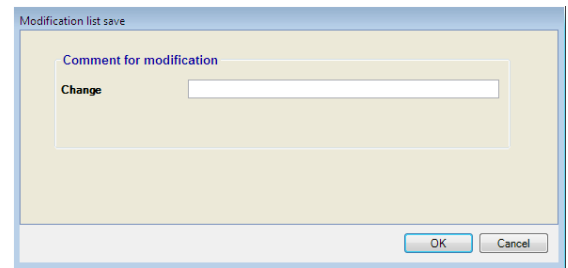 Modification list save
Comment for modification
Change
OK Cancel